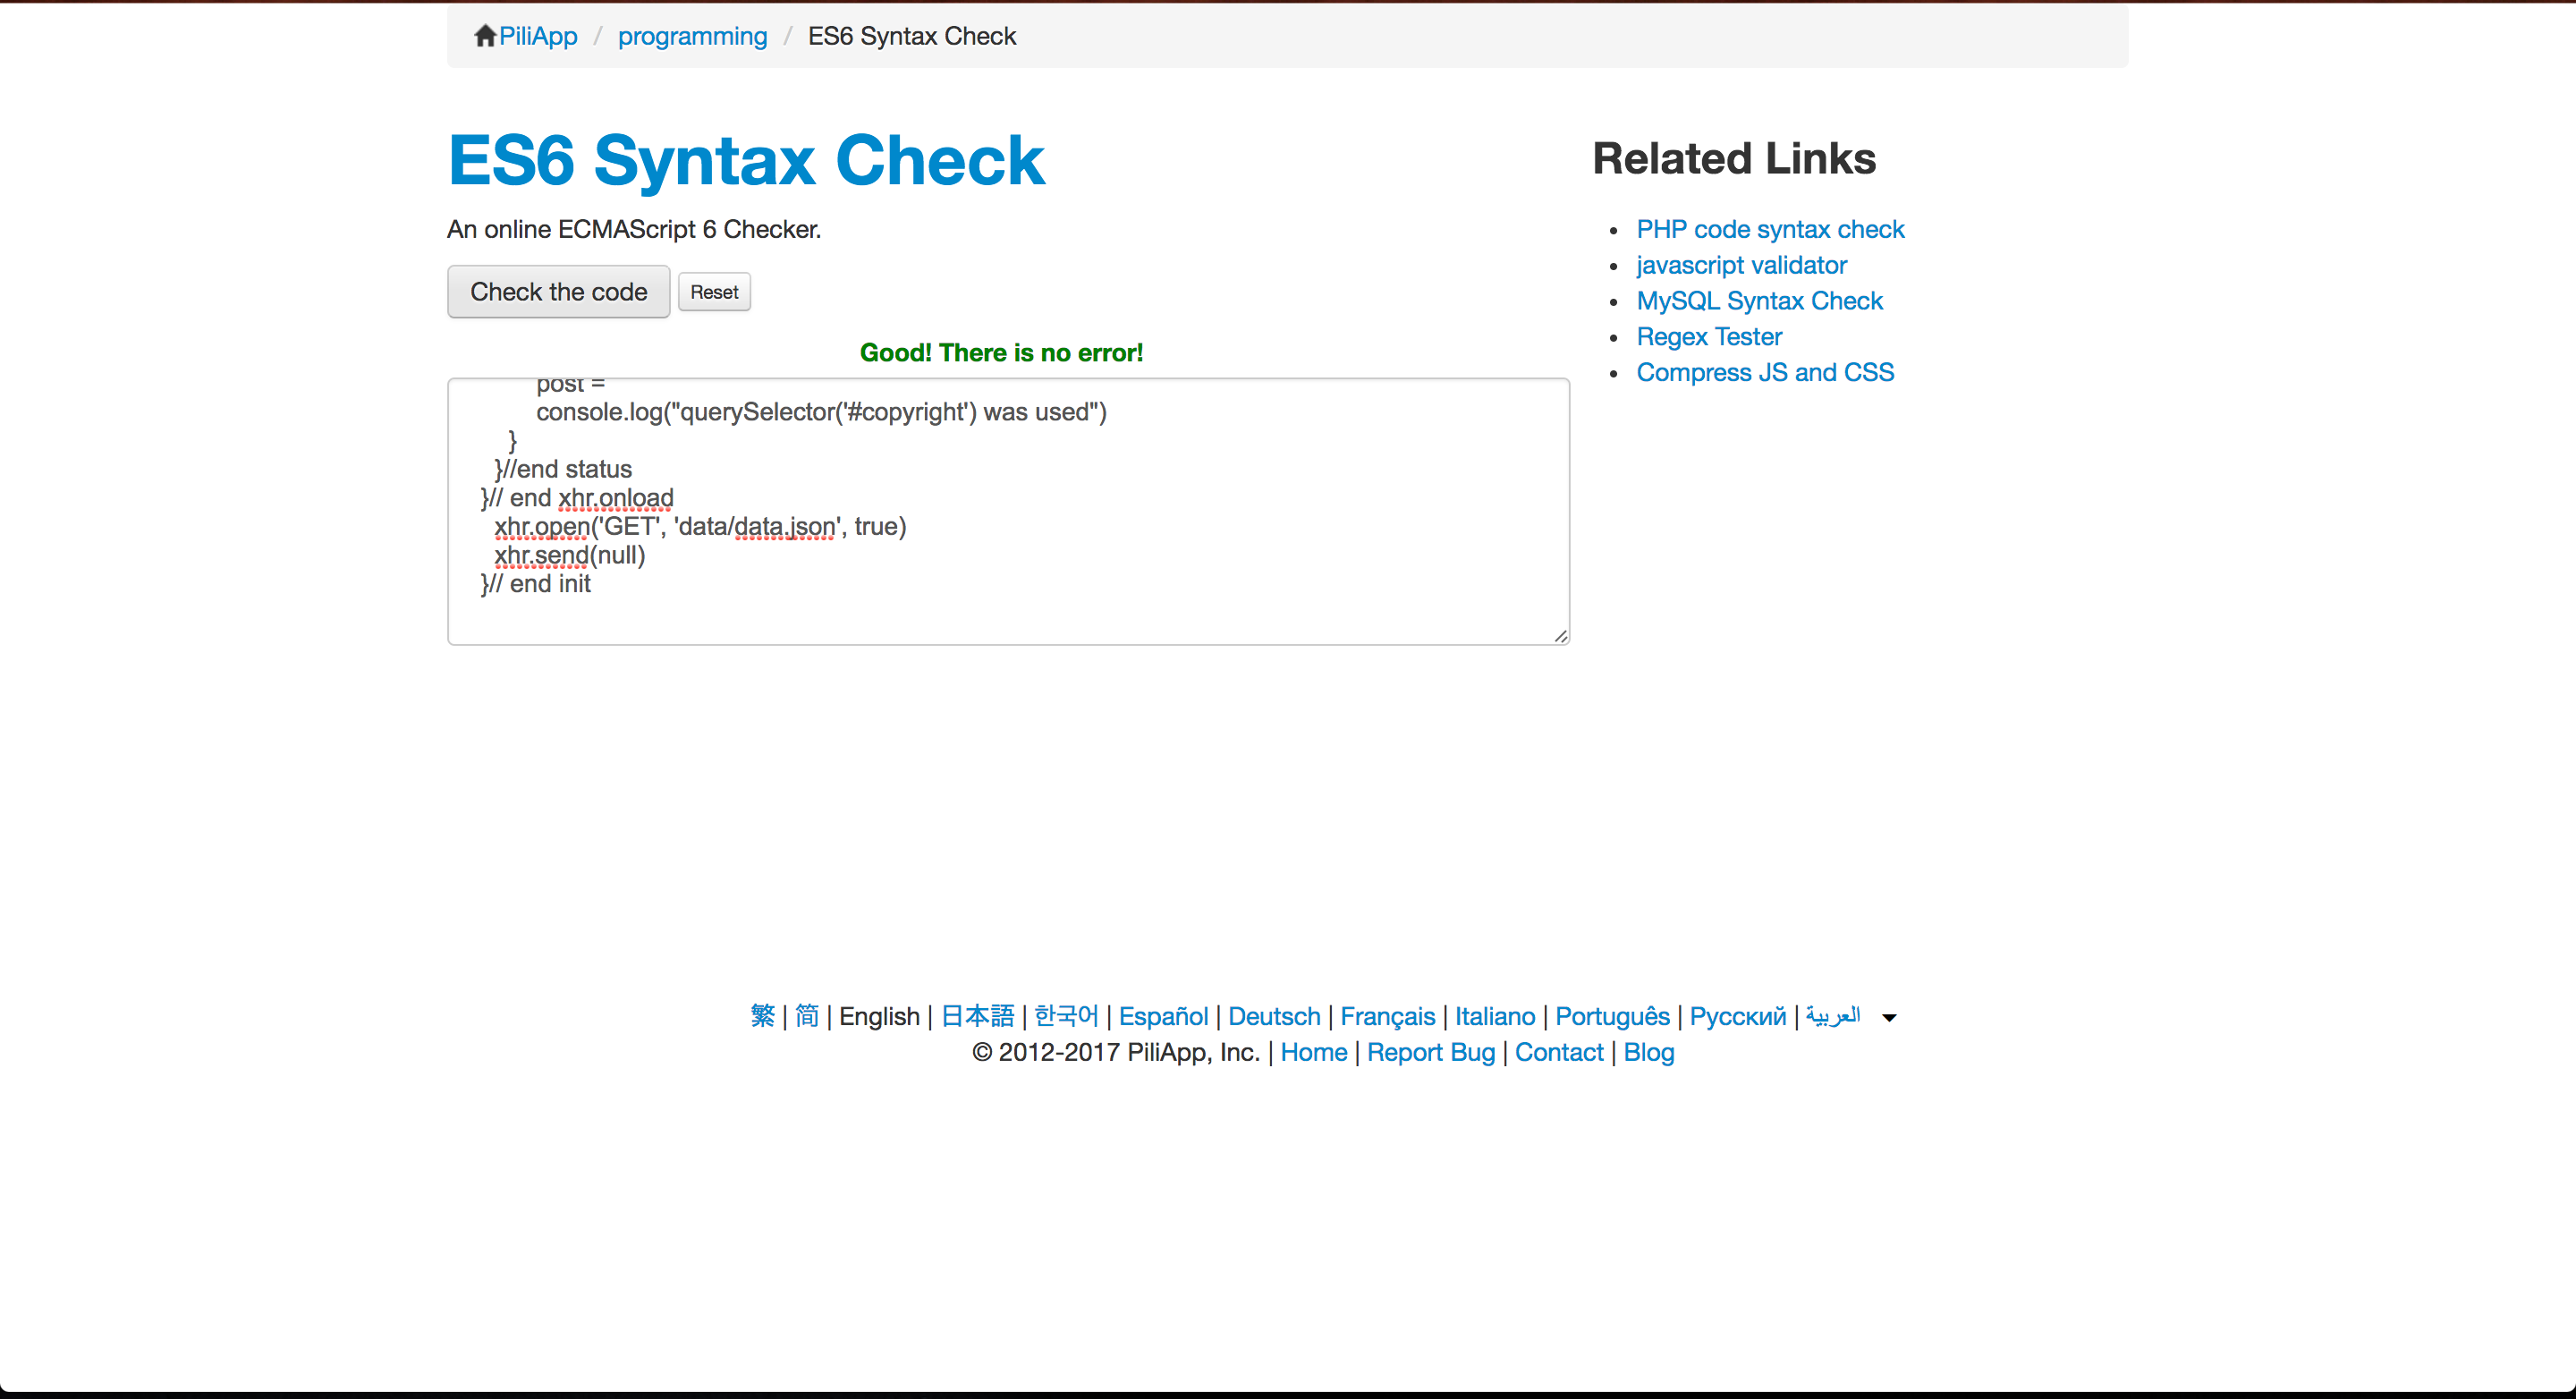 PiliApp / programming / ES6 Syntax Check
ES6 Syntax Check
An online ECMAScript 6 Checker.
Check the code Reset
Good! There is no error!
post =
console.log("querySelector('#copyright') was used")
}
}//end status
}// end xhr.onload
xhr.open('GET', 'data/data.json', true)
xhr.send(null)
}// end init
Related Links
PHP code syntax check
javascript validator
MySQL Syntax Check
Regex Tester
Compress JS and CSS
繁 | 简 | English | 日本語 | 한국어 | Español | Deutsch | Français | Italiano | Português | Русский | العربية
© 2012-2017 PiliApp, Inc. | Home | Report Bug | Contact | Blog